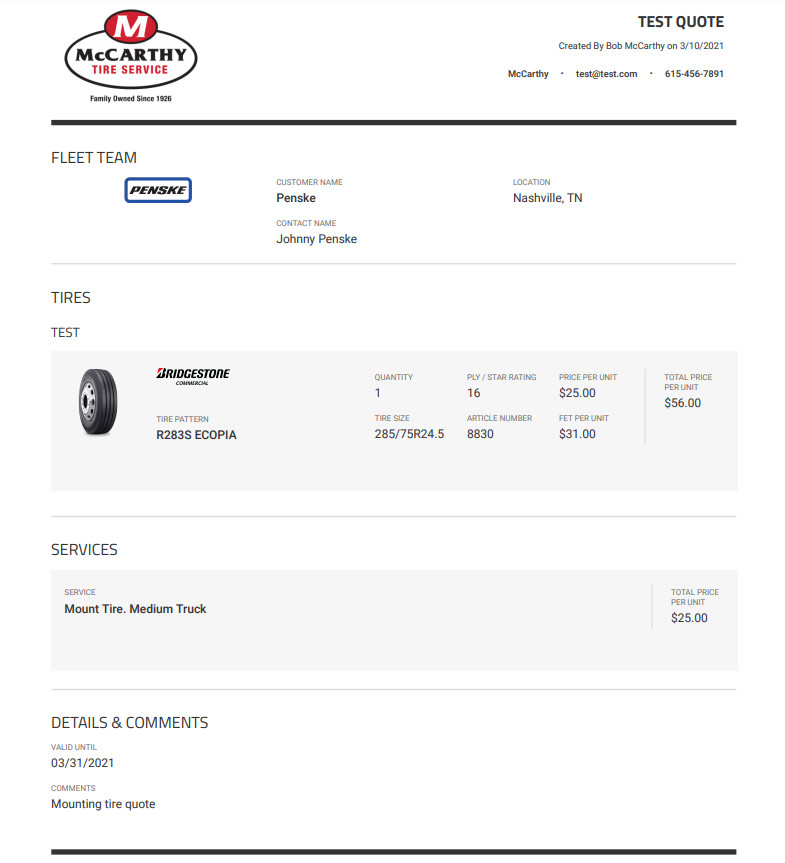 M
McCARTHY
TIRE SERVICE
Family Owned Since 1926
TEST QUOTE
Created By Bob McCarthy on 3/10/2021
McCarthy · test@test.com · 615-456-7891
FLEET TEAM
PENSKE
CUSTOMER NAME
Penske
LOCATION
Nashville, TN
CONTACT NAME
Johnny Penske
TIRES
TEST
BRIDGESTONE
COMMERCIAL
TIRE PATTERN
R283S ECOPIA
QUANTITY
1
PLY / STAR RATING
16
PRICE PER UNIT
$25.00
TIRE SIZE
285/75R24.5
ARTICLE NUMBER
8830
FET PER UNIT
$31.00
TOTAL PRICE
PER UNIT
$56.00
SERVICES
SERVICE
Mount Tire. Medium Truck
TOTAL PRICE
PER UNIT
$25.00
DETAILS & COMMENTS
VALID UNTIL
03/31/2021
COMMENTS
Mounting tire quote